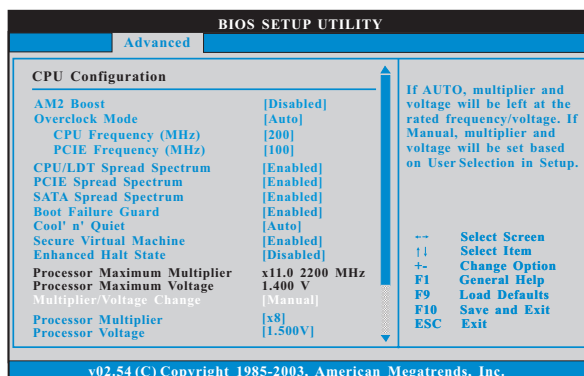 BIOS SETUP UTILITY
Advanced
CPU Configuration
AM2 Boost [Disabled]
Overclock Mode [Auto]
CPU Frequency (MHz) [200]
PCIE Frequency (MHz) [100]
CPU/LDT Spread Spectrum [Enabled]
PCIE Spread Spectrum [Enabled]
SATA Spread Spectrum [Enabled]
Boot Failure Guard [Enabled]
Cool' n' Quiet [Auto]
Secure Virtual Machine [Enabled]
Enhanced Halt State [Disabled]
Processor Maximum Multiplier x11.0 2200 MHz
Processor Maximum Voltage 1.400 V
Multiplier/Voltage Change [Manual]
Processor Multiplier [x8]
Processor Voltage [1.500V]
If AUTO, multiplier and
voltage will be left at the
rated frequency/voltage. If
Manual, multiplier and
voltage will be set based
on User Selection in Setup.
←→ Select Screen
↑↓ Select Item
+- Change Option
F1 General Help
F9 Load Defaults
F10 Save and Exit
ESC Exit
v02.54 (C) Copyright 1985-2003, American Megatrends, Inc.